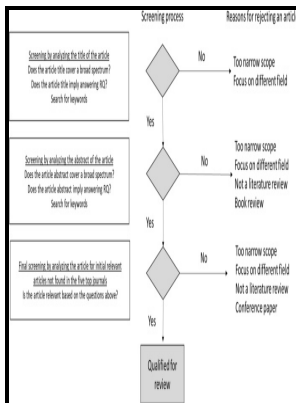 Screening process
Reasons for rejecting an articl
Screening by analyzing the title of the article
Does the article title cover a broad spectrum?
Does the article title imply answering RQ?
Search for keywords
No
Too narrow scope
Focus on different field
Yes
Screening by analyzing the abstract of the article
Does the article abstract cover a broad spectrum?
Does the article abstract imply answering RQ?
Search for keywords
No
Too narrow scope
Focus on different field
Not a literature review
Book review
Yes
Final screening by analyzing the article for initial relevant
articles not found in the five top journals
Is the article relevant based on the questions above?
No
Too narrow scope
Focus on different field
Not a literature review
Conference paper
Yes
Qualified for
review